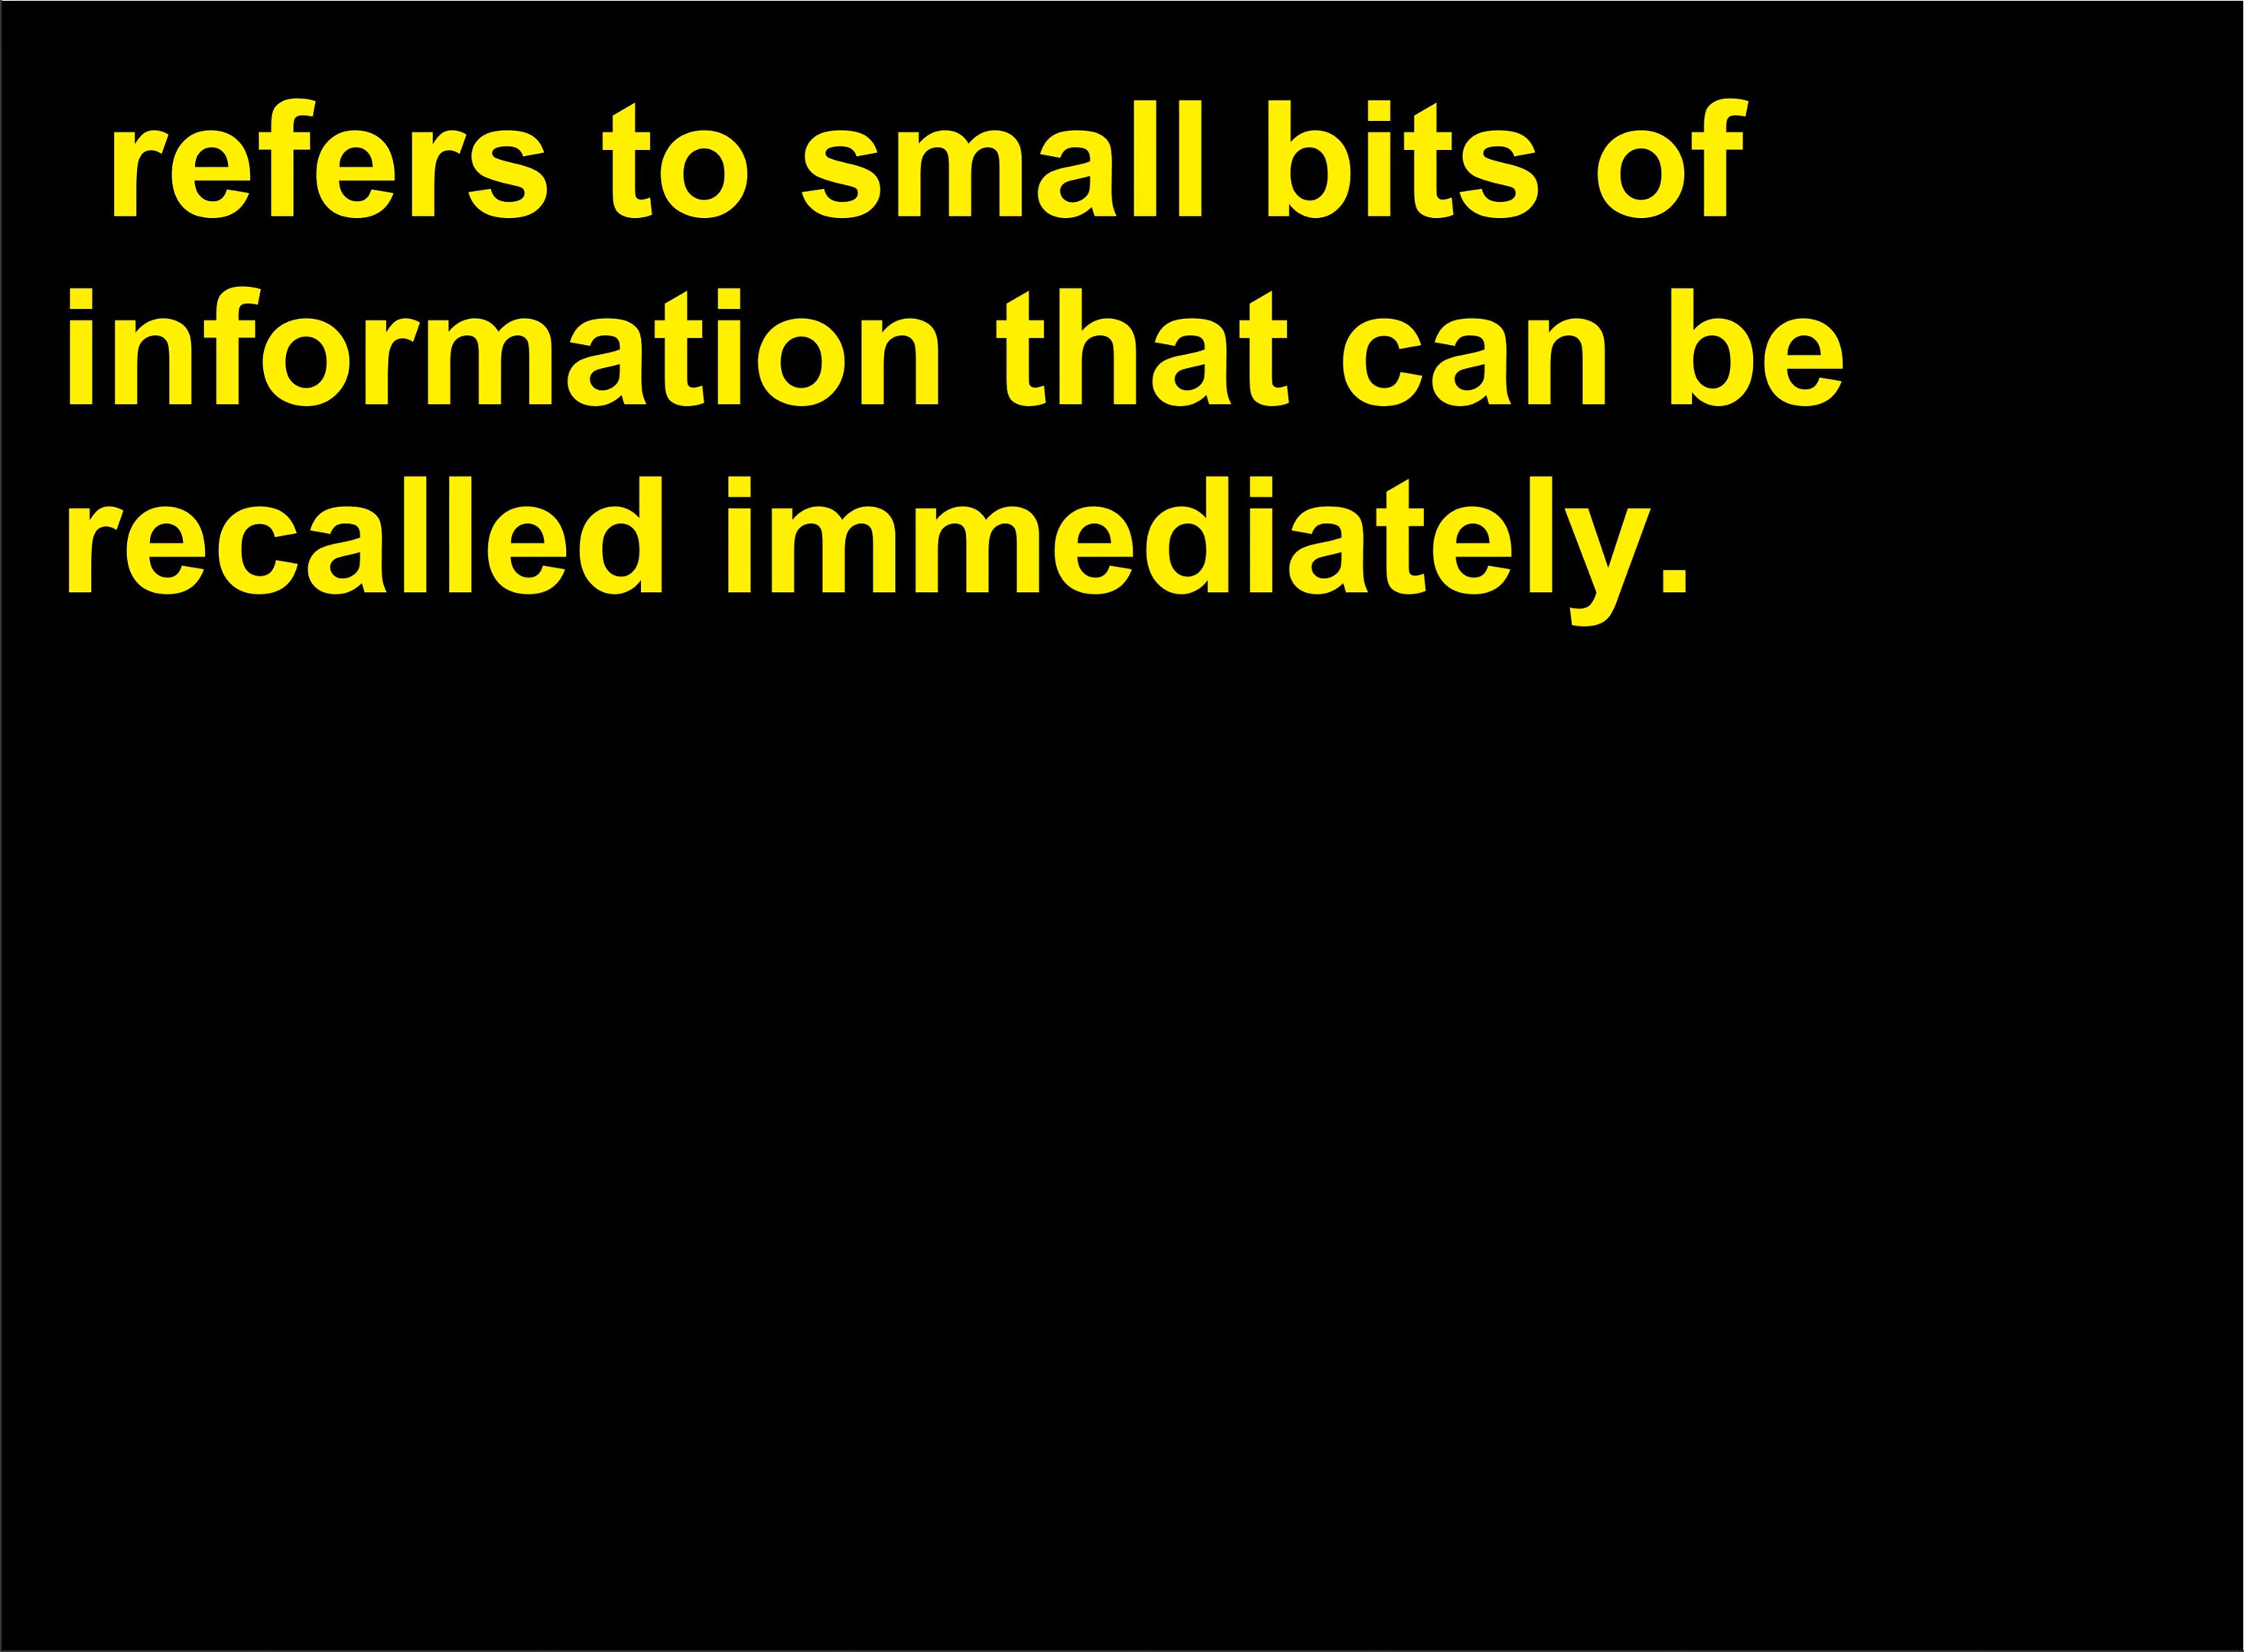 refers to small bits of
information that can be
recalled immediately.